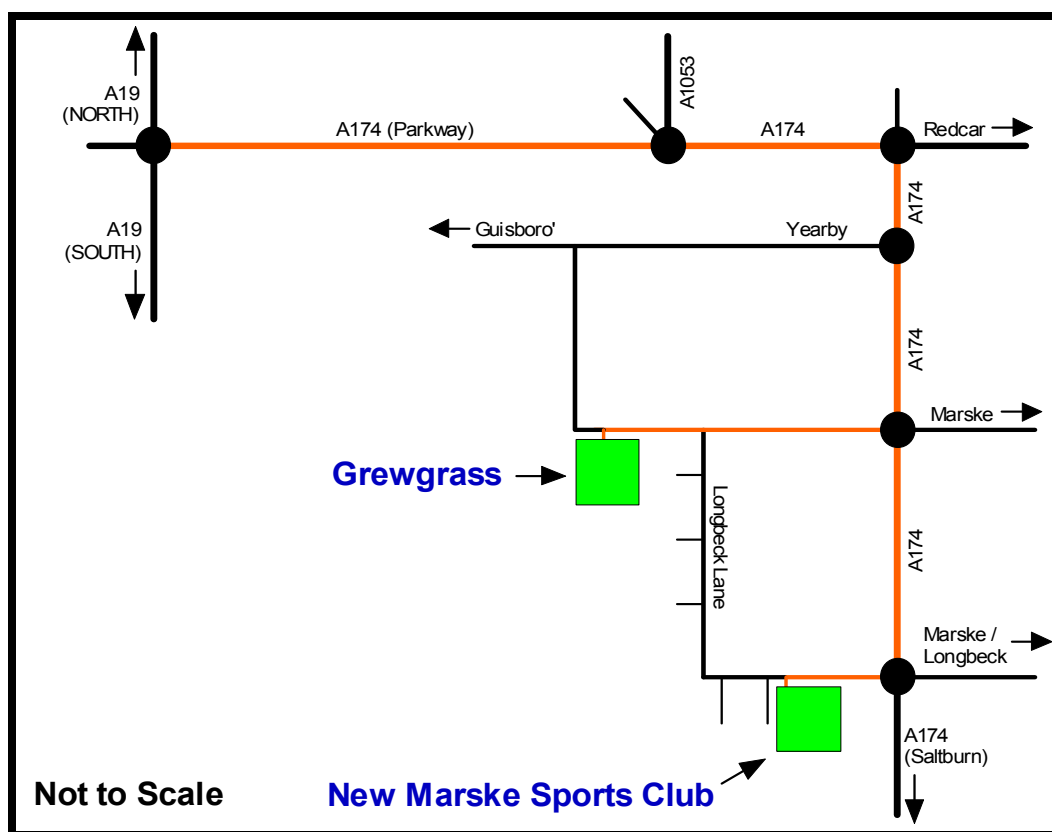 A19
(NORTH)
A174 (Parkway)
A1053
A174
Redcar
A174
A19
(SOUTH)
Guisboro'
Yearby
A174
Marske
Grewgrass
Longbeck Lane
A174
Marske /
Longbeck
A174
(Saltburn)
Not to Scale
New Marske Sports Club